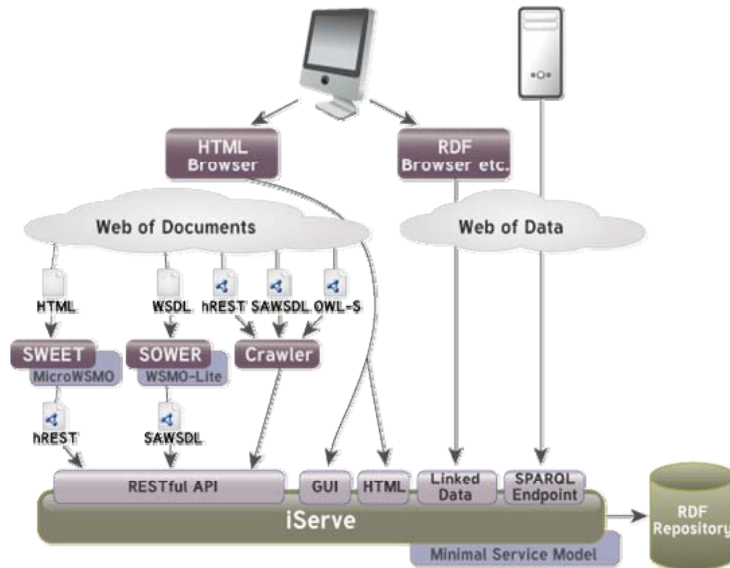 HTML
Browser
RDF
Browser etc.
Web of Documents
Web of Data
HTML
WSDL
hREST
SAWSDL
OWL-S
SWEET
MicroWSMO
SOWER
WSMO-Lite
Crawler
hREST
SAWSDL
RESTful API
GUI
HTML
Linked
Data
SPARQL
Endpoint
iServe
Minimal Service Model
RDF
Repository